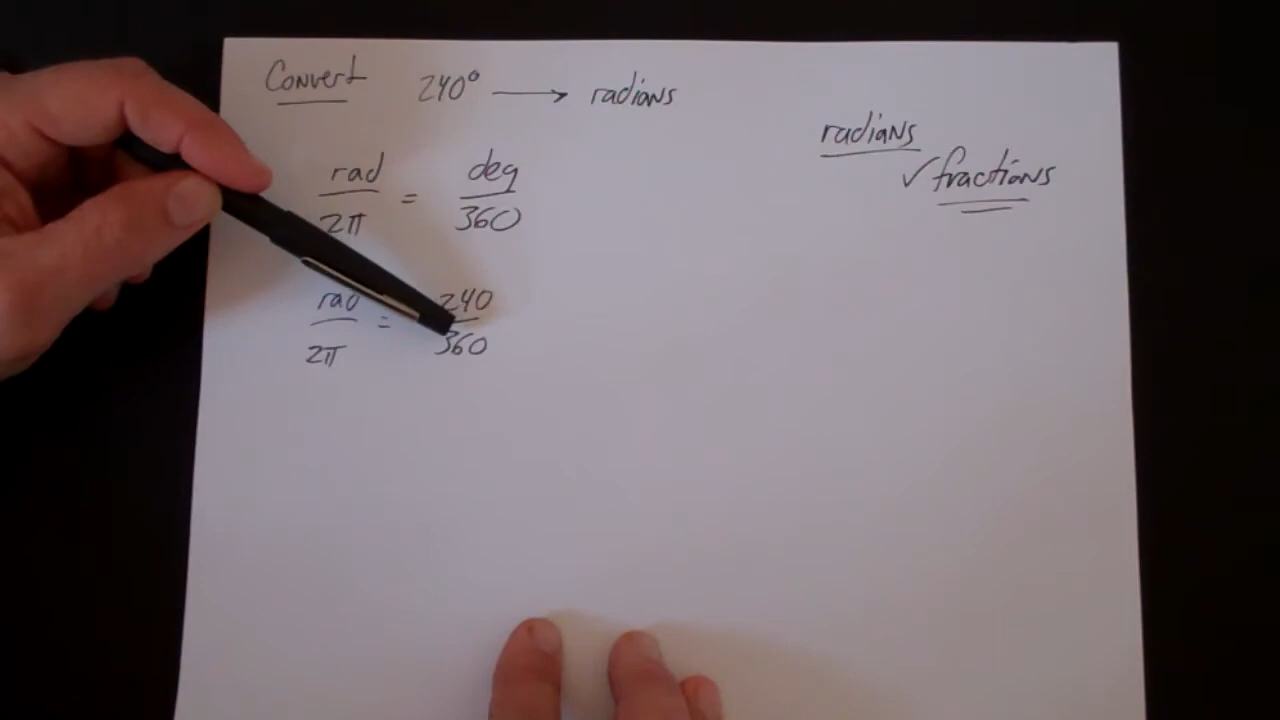 Convert 240° → radians
radians
✓ fractions
rad/2π = deg/360
rad/2π = 240/360